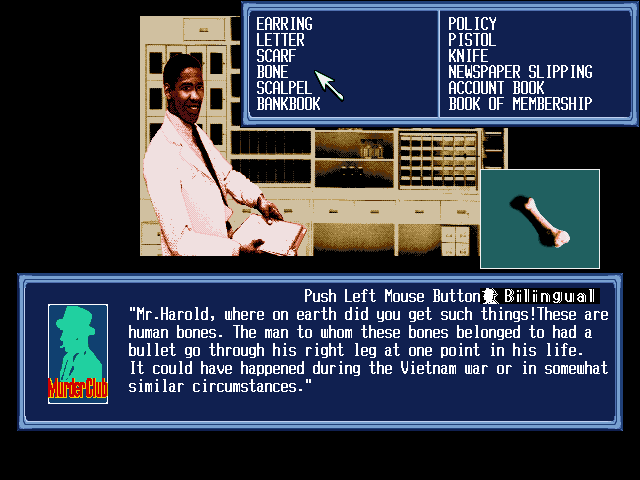 EARRING
LETTER
SCARF
BONE
SCALPEL
BANKBOOK
POLICY
PISTOL
KNIFE
NEWSPAPER SLIPPING
ACCOUNT BOOK
BOOK OF MEMBERSHIP
Push Left Mouse Button Bilingual
"Mr.Harold, where on earth did you get such things!These are
human bones. The man to whom these bones belonged to had a
bullet go through his right leg at one point in his life.
It could have happened during the Vietnam war or in somewhat
similar circumstances."
MurderClub